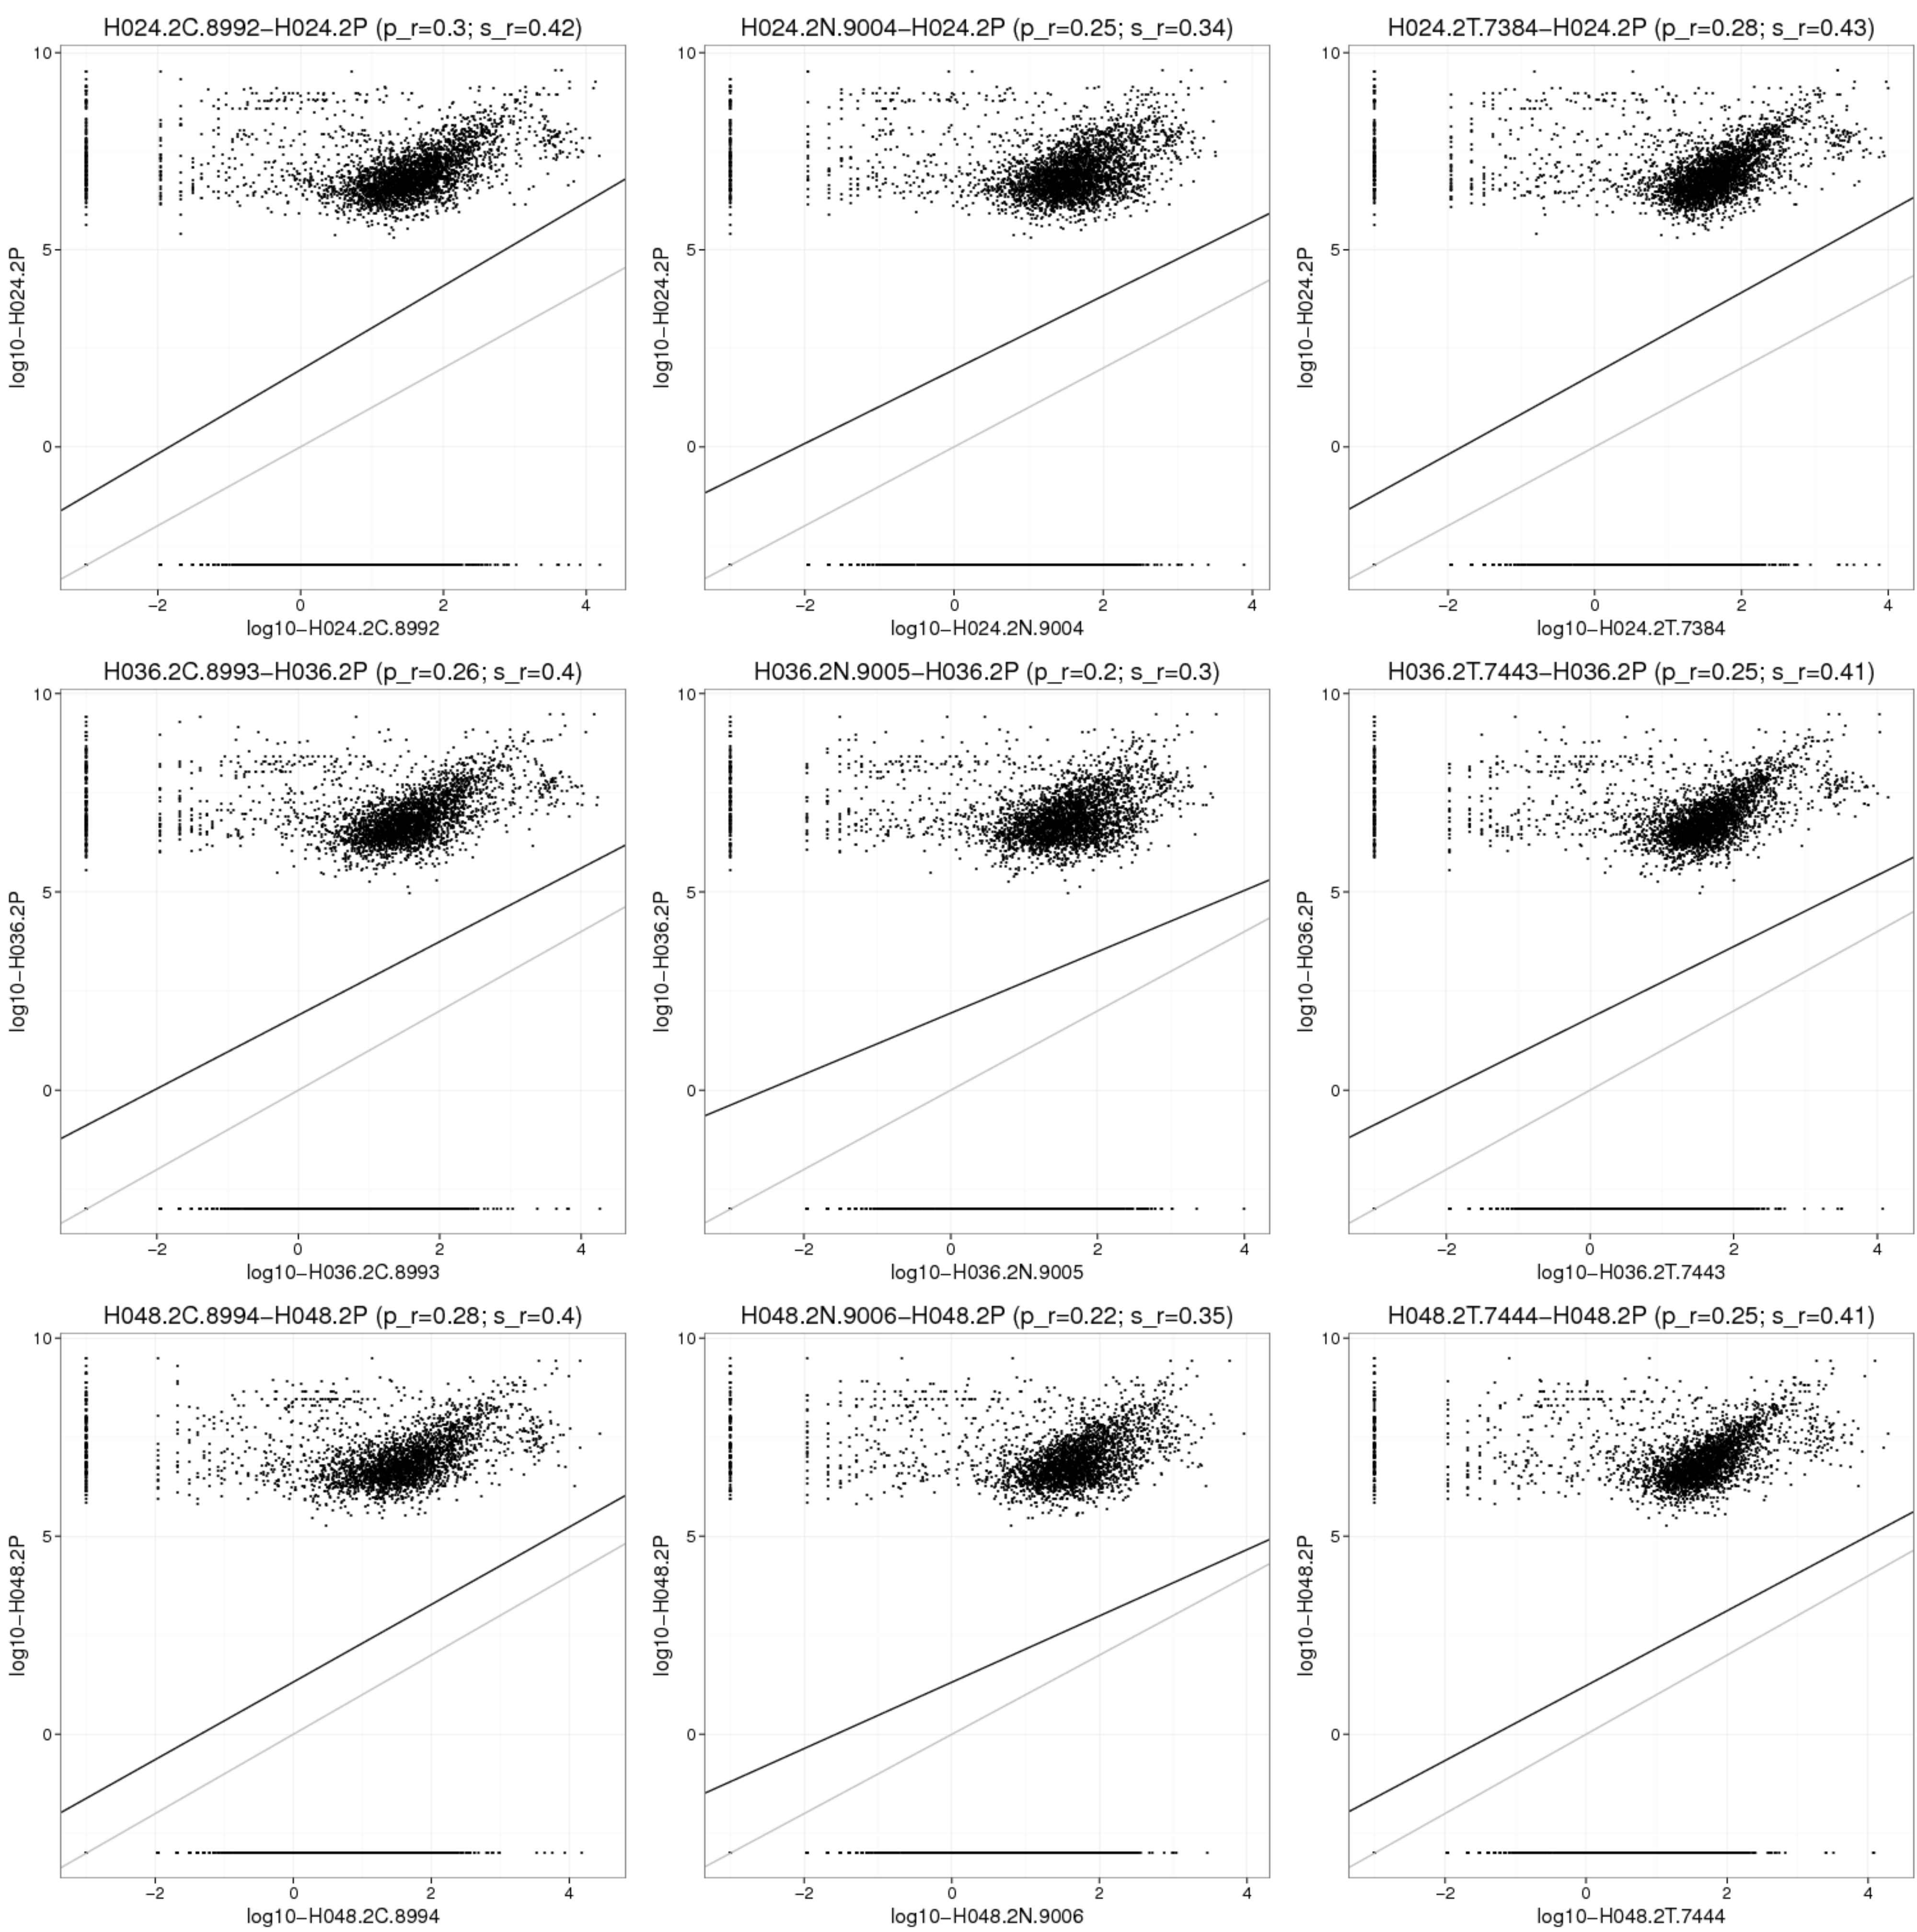 H024.2C.8992−H024.2P (p_r=0.3; s_r=0.42)
10
5
0
log10−H024.2P
−2 0 2 4
log10−H024.2C.8992
H024.2N.9004−H024.2P (p_r=0.25; s_r=0.34)
10
5
0
log10−H024.2P
−2 0 2 4
log10−H024.2N.9004
H024.2T.7384−H024.2P (p_r=0.28; s_r=0.43)
10
5
0
log10−H024.2P
−2 0 2 4
log10−H024.2T.7384
H036.2C.8993−H036.2P (p_r=0.26; s_r=0.4)
10
5
0
log10−H036.2P
−2 0 2 4
log10−H036.2C.8993
H036.2N.9005−H036.2P (p_r=0.2; s_r=0.3)
10
5
0
log10−H036.2P
−2 0 2 4
log10−H036.2N.9005
H036.2T.7443−H036.2P (p_r=0.25; s_r=0.41)
10
5
0
log10−H036.2P
−2 0 2 4
log10−H036.2T.7443
H048.2C.8994−H048.2P (p_r=0.28; s_r=0.4)
10
5
0
log10−H048.2P
−2 0 2 4
log10−H048.2C.8994
H048.2N.9006−H048.2P (p_r=0.22; s_r=0.35)
10
5
0
log10−H048.2P
−2 0 2 4
log10−H048.2N.9006
H048.2T.7444−H048.2P (p_r=0.25; s_r=0.41)
10
5
0
log10−H048.2P
−2 0 2 4
log10−H048.2T.7444